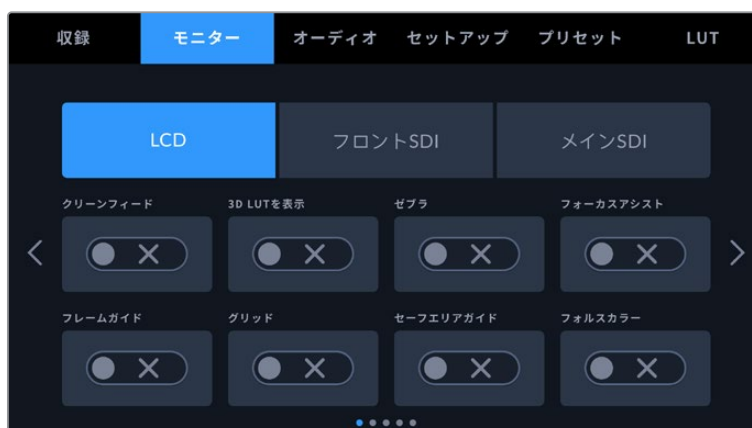 収録 モニター オーディオ セットアップ プリセット LUT
LCD フロントSDI メインSDI
クリーンフィード 3D LUTを表示 ゼブラ フォーカスアシスト
フレームガイド グリッド セーフエリアガイド フォルスカラー